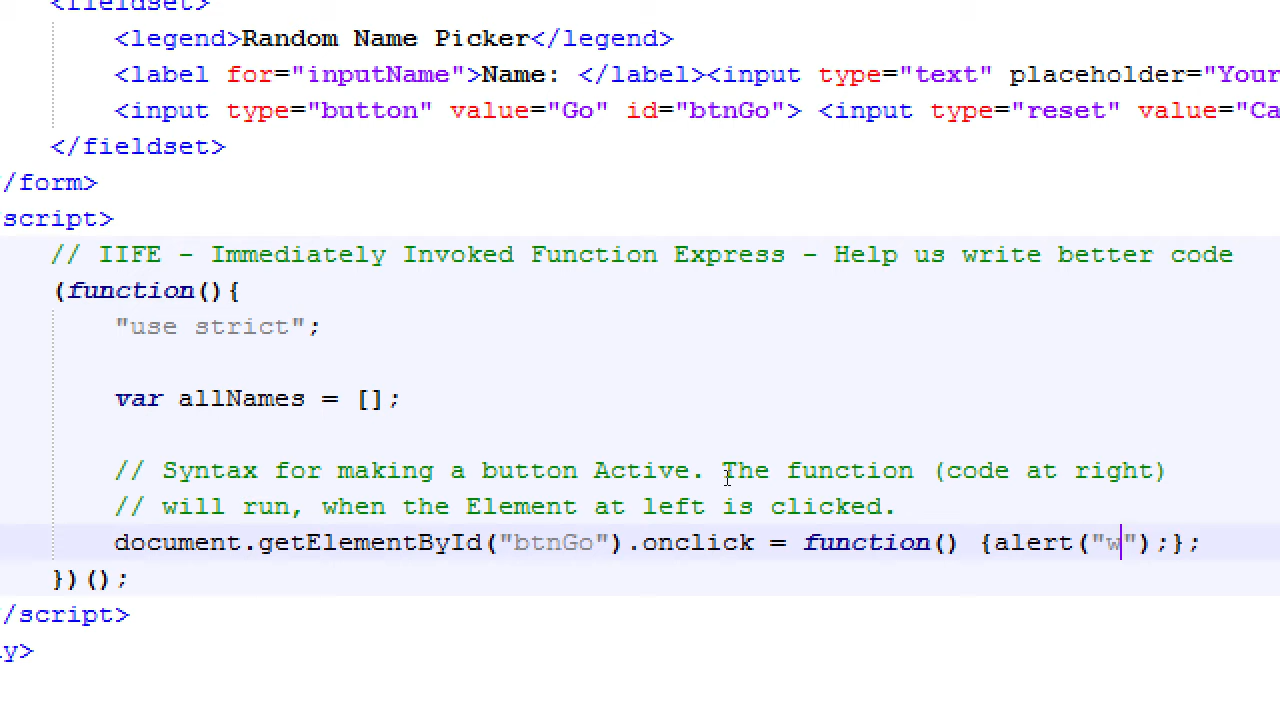 <fieldset>
<legend>Random Name Picker</legend>
<label for="inputName">Name: </label><input type="text" placeholder="Your
<input type="button" value="Go" id="btnGo"> <input type="reset" value="Ca
</fieldset>
/form>
script>
// IIFE - Immediately Invoked Function Express - Help us write better code
(function(){
"use strict";
var allNames = [];
// Syntax for making a button Active. The function (code at right)
// will run, when the Element at left is clicked.
document.getElementById("btnGo").onclick = function() {alert("w");};
})();
/script>
y>